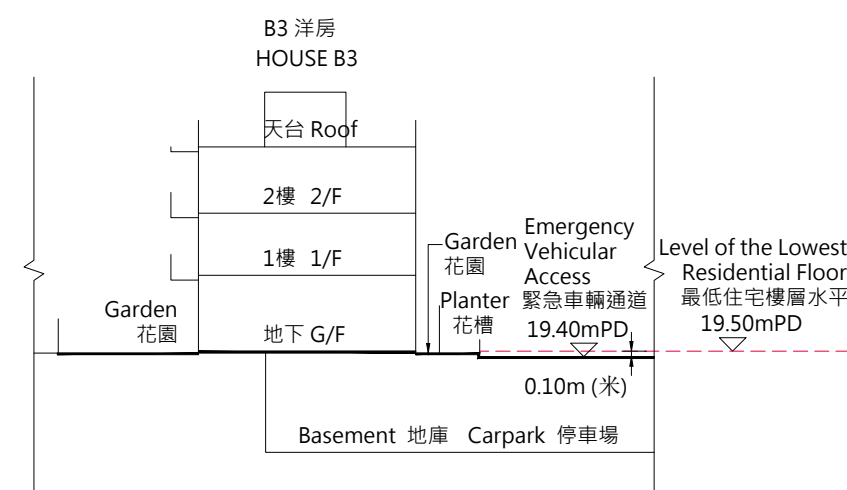 B3 洋房
HOUSE B3
天台 Roof
2樓 2/F
1樓 1/F
地下 G/F
Garden
花園
Garden
花園
Planter
花槽
Emergency
Vehicular
Access
緊急車輛通道
19.40mPD
0.10m (米)
Level of the Lowest
Residential Floor
最低住宅樓層水平
19.50mPD
Basement 地庫 Carpark 停車場